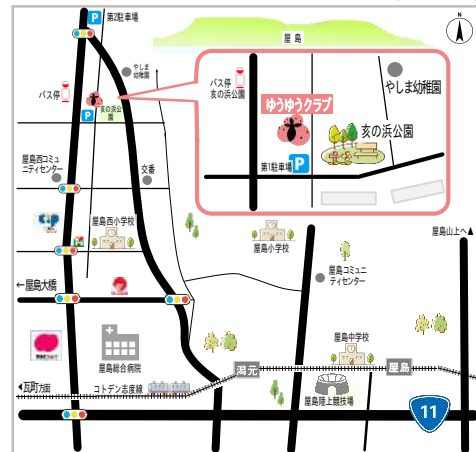 第2駐車場
屋島
N
バス停
やしま
幼稚園
亥の浜公
園
バス停
亥の浜公園
ゆうゆうクラブ
やしま幼稚園
亥の浜公園
第1駐車場
P
P
P
屋島西コミュ
ニティセンター
交番
屋島西小学校
屋島小学校
屋島山上へ▲
←屋島大橋
屋島コミュニ
ティセンター
屋島総合病院
屋島中学校
潟元
屋島
瓦町方面
コトデン志度線
屋島陸上競技場
11